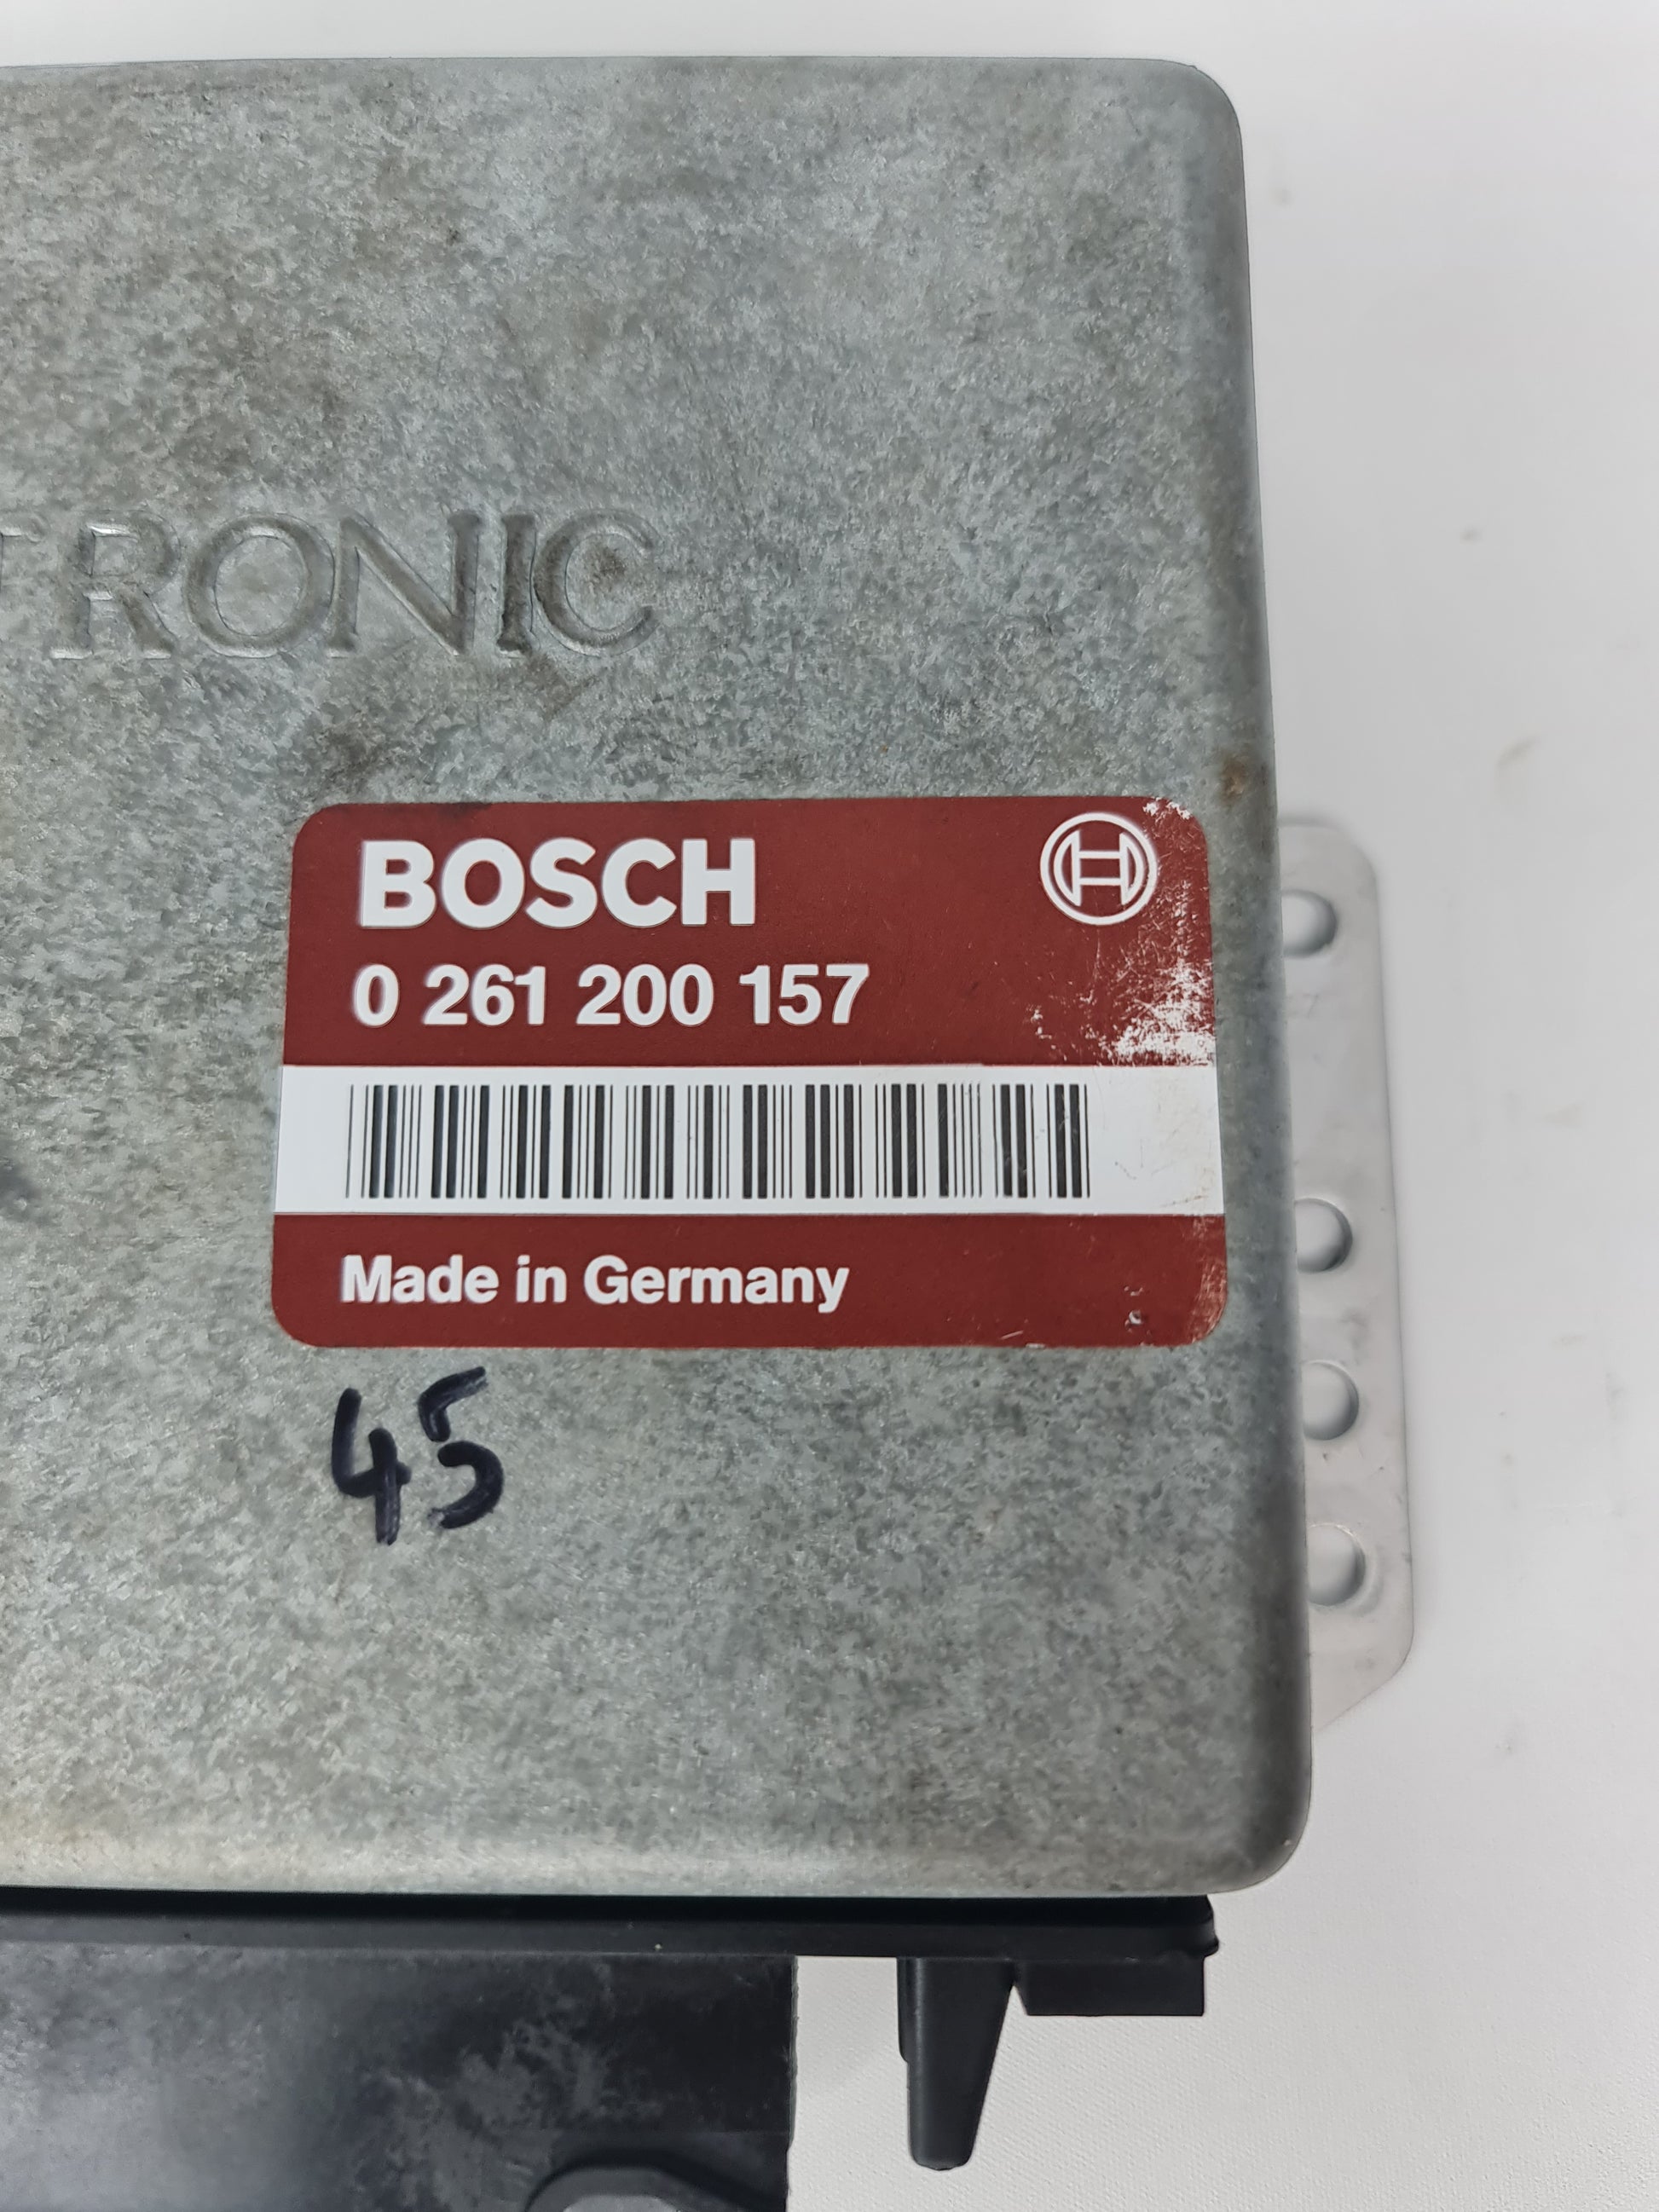 TRONIC
BOSCH
0 261 200 157
Made in Germany
45